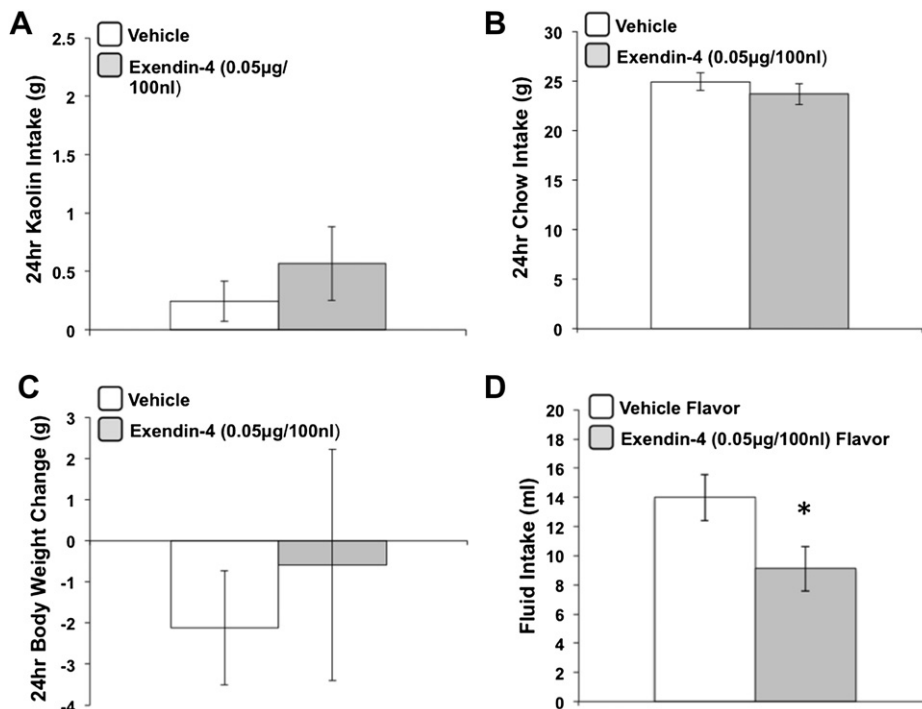 A
Vehicle
Exendin-4 (0.05µg/
100nl)
24hr Kaolin Intake (g)
2.5
2
1.5
1
0.5
0
B
Vehicle
Exendin-4 (0.05µg/100nl)
24hr Chow Intake (g)
30
25
20
15
10
5
0
C
Vehicle
Exendin-4 (0.05µg/100nl)
24hr Body Weight Change (g)
3
2
1
0
-1
-2
-3
-4
D
Vehicle Flavor
Exendin-4 (0.05µg/100nl) Flavor
Fluid Intake (ml)
20
18
16
14
12
10
8
6
4
2
0
*